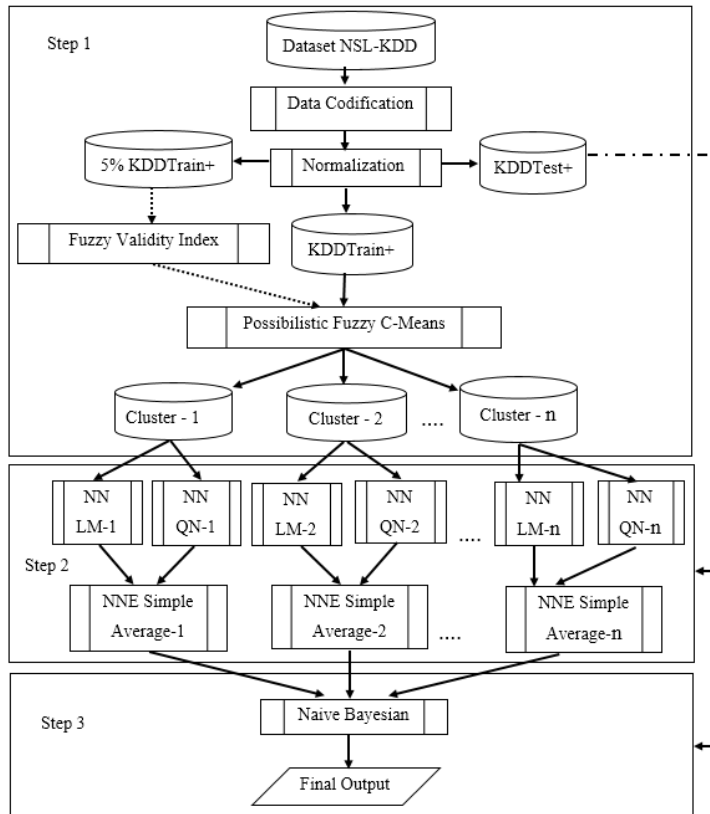 Step 1
Dataset NSL-KDD
Data Codification
5% KDDTrain+
Normalization
KDDTest+
Fuzzy Validity Index
KDDTrain+
Possibilistic Fuzzy C-Means
Cluster - 1
Cluster - 2
....
Cluster - n
NN
LM-1
NN
QN-1
NN
LM-2
NN
QN-2
....
NN
LM-n
NN
QN-n
Step 2
NNE Simple
Average-1
NNE Simple
Average-2
....
NNE Simple
Average-n
Step 3
Naive Bayesian
Final Output